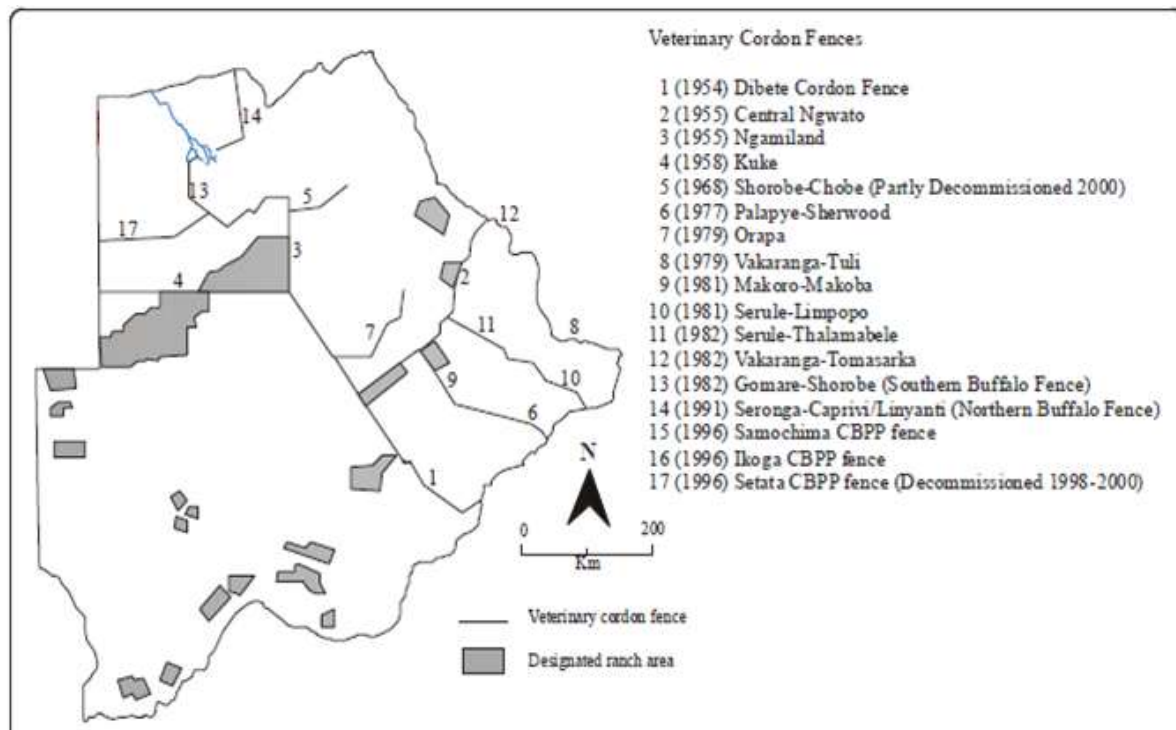 Veterinary Cordon Fences
1 (1954) Dibete Cordon Fence
2 (1955) Central Ngwato
3 (1955) Ngamiland
4 (1958) Kuke
5 (1968) Shorobe-Chobe (Partly Decommissioned 2000)
6 (1977) Palapye-Sherwood
7 (1979) Orapa
8 (1979) Vakaranga-Tuli
9 (1981) Makoro-Makoba
10 (1981) Serule-Limpopo
11 (1982) Serule-Thalamabele
12 (1982) Vakaranga-Tomasarka
13 (1982) Gomare-Shorobe (Southern Buffalo Fence)
14 (1991) Seronga-Caprivi/Linyanti (Northern Buffalo Fence)
15 (1996) Samochima CBPP fence
16 (1996) Ikoga CBPP fence
17 (1996) Setata CBPP fence (Decommissioned 1998-2000)
14
13
5
12
17
3
4
2
7
11
8
9
10
6
1
N
0 200
Km
Veterinary cordon fence
Designated ranch area